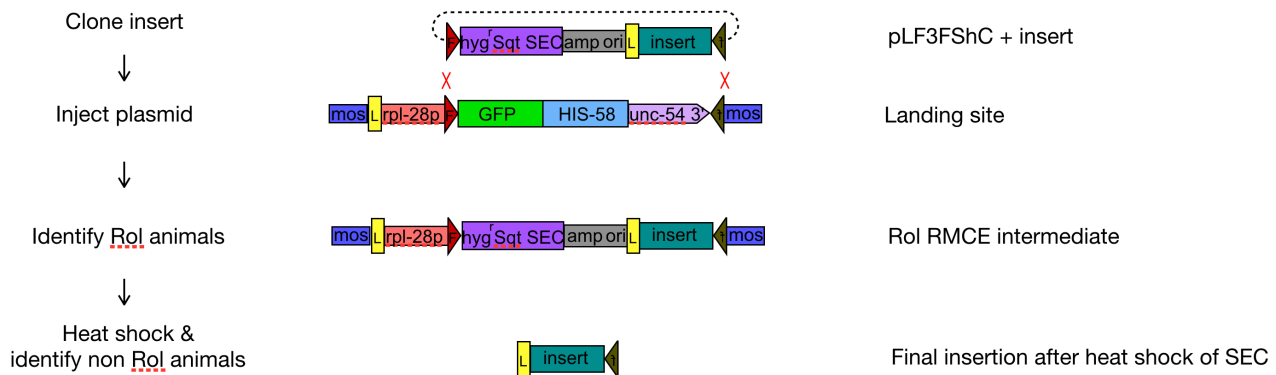 Clone insert
F hyg r Sqt SEC amp ori L insert f
pLF3FShC + insert
X X
Inject plasmid
mos L rpl-28p F GFP HIS-58 unc-54 3' f mos
Landing site
Identify Rol animals
mos L rpl-28p F hyg r Sqt SEC amp ori L insert f mos
Rol RMCE intermediate
Heat shock &
identify non Rol animals
L insert f
Final insertion after heat shock of SEC